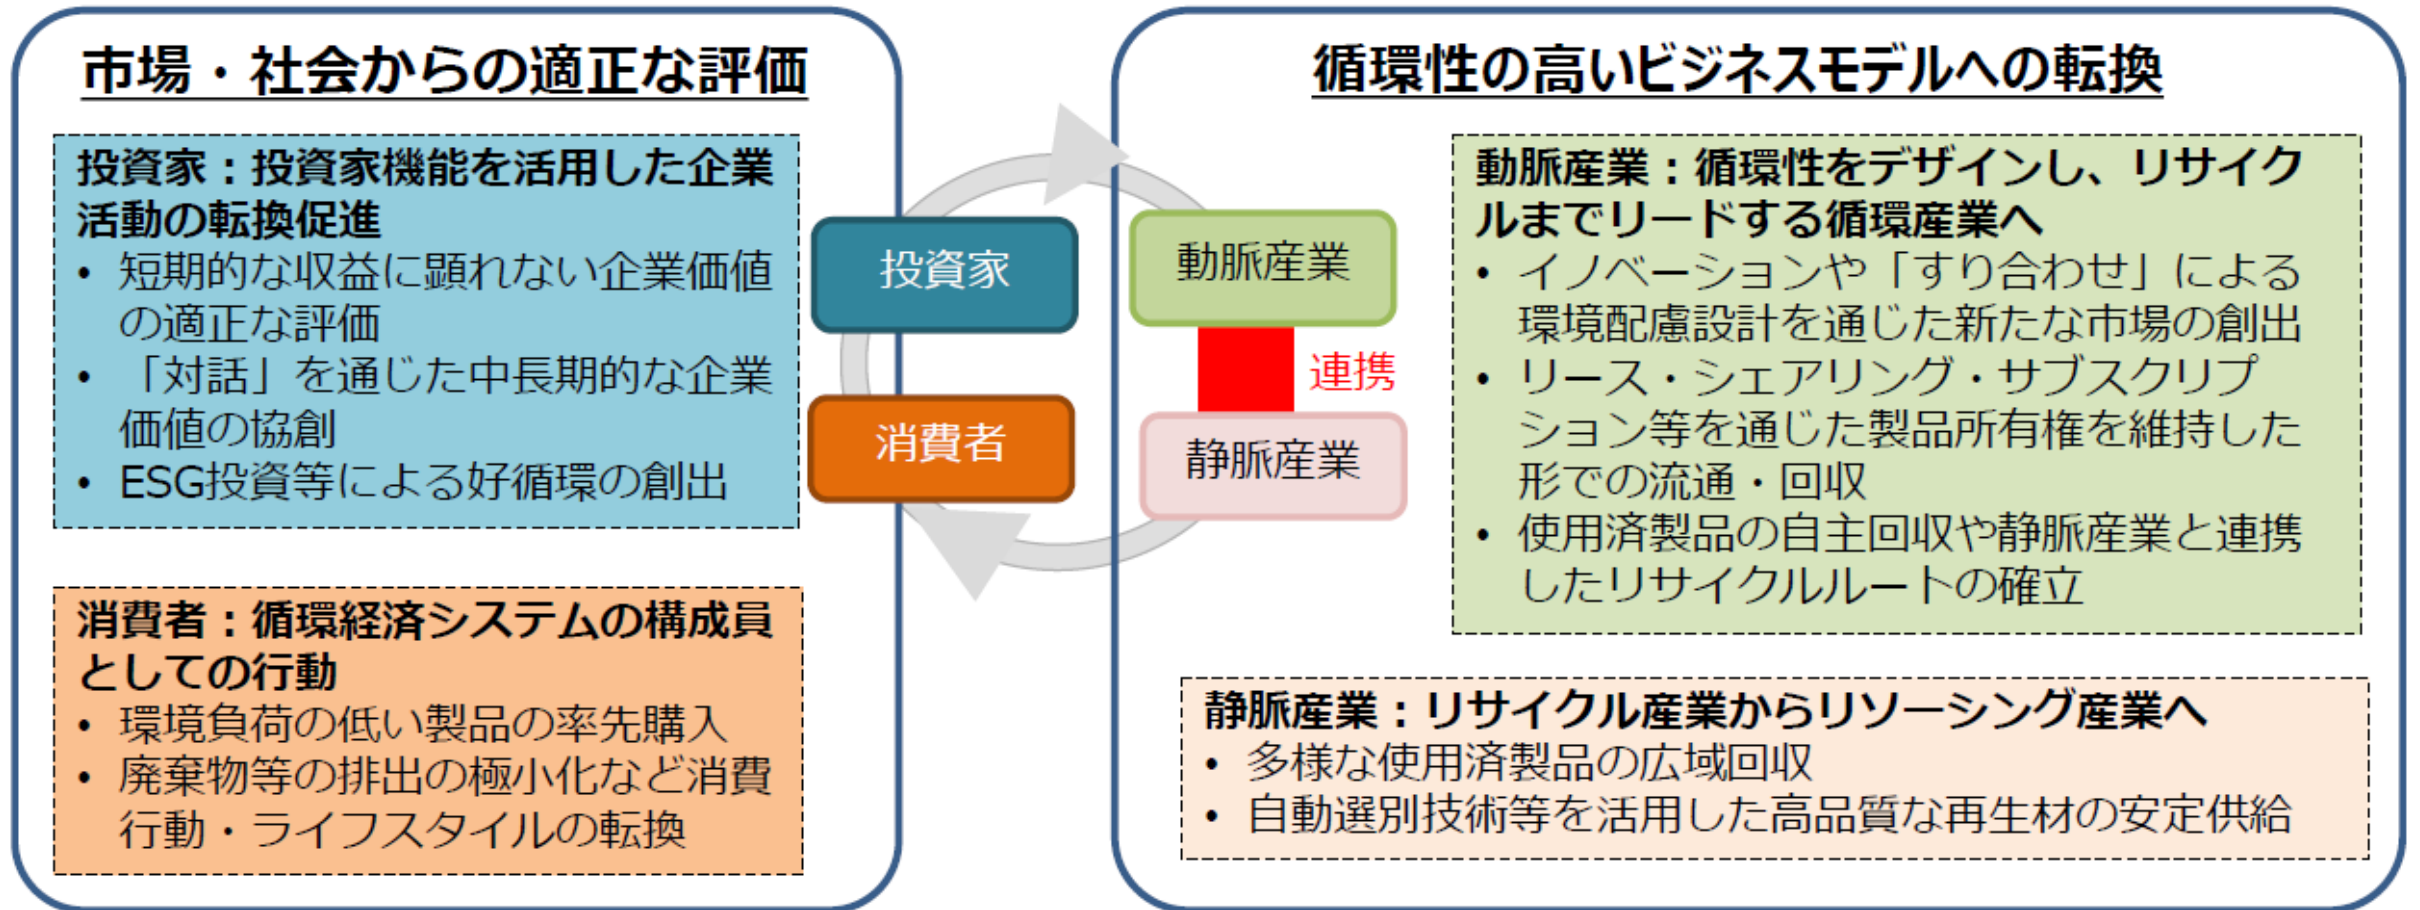 市場・社会からの適正な評価
投資家：投資家機能を活用した企業
活動の転換促進
• 短期的な収益に顕れない企業価値
の適正な評価
• 「対話」を通じた中長期的な企業
価値の協創
• ESG投資等による好循環の創出
消費者：循環経済システムの構成員
としての行動
• 環境負荷の低い製品の率先購入
• 廃棄物等の排出の極小化など消費
行動・ライフスタイルの転換
投資家
消費者
動脈産業
連携
静脈産業
循環性の高いビジネスモデルへの転換
動脈産業：循環性をデザインし、リサイク
ルまでリードする循環産業へ
• イノベーションや「すり合わせ」による
環境配慮設計を通じた新たな市場の創出
• リース・シェアリング・サブスクリプ
ション等を通じた製品所有権を維持した
形での流通・回収
• 使用済製品の自主回収や静脈産業と連携
したリサイクルルートの確立
静脈産業：リサイクル産業からリソーシング産業へ
• 多様な使用済製品の広域回収
• 自動選別技術等を活用した高品質な再生材の安定供給